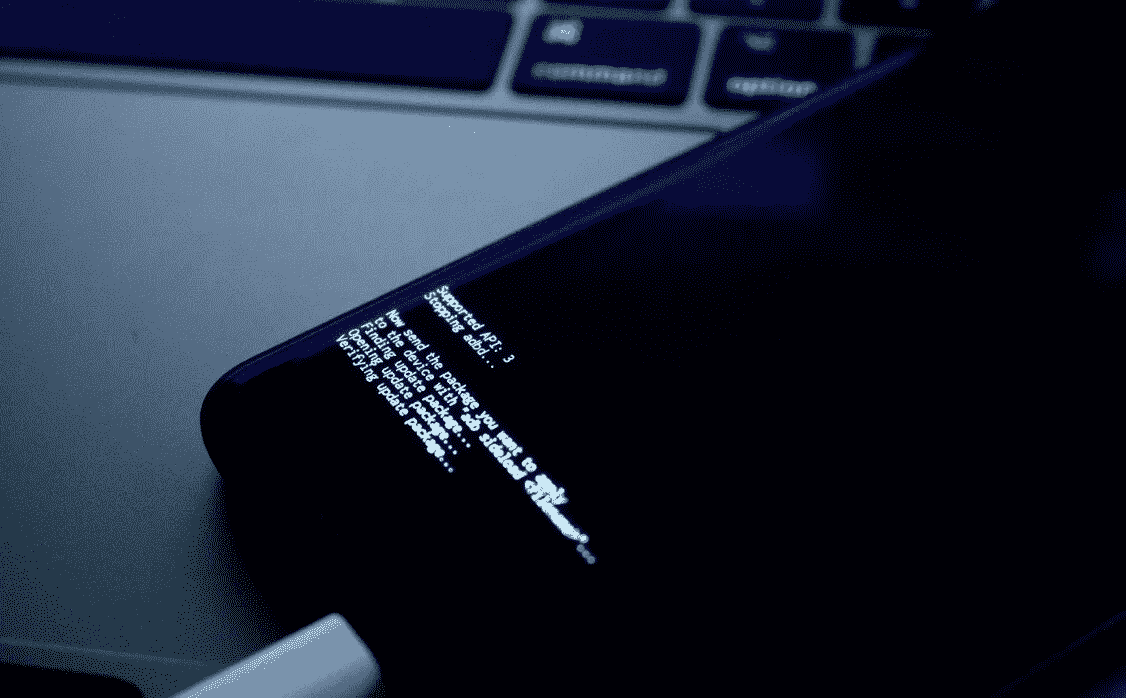 command
option
Supported API: 3
Stopping adbd...
Now send the package you want to apply
to the device with "adb sideload <filename>"...
Finding update package...
Opening update package...
Verifying update package...